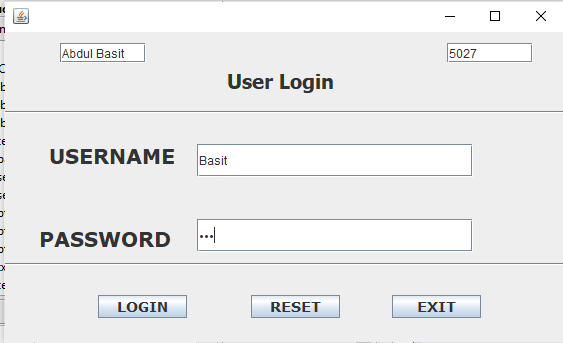 Abdul Basit 5027
User Login
USERNAME Basit
PASSWORD •••
LOGIN RESET EXIT